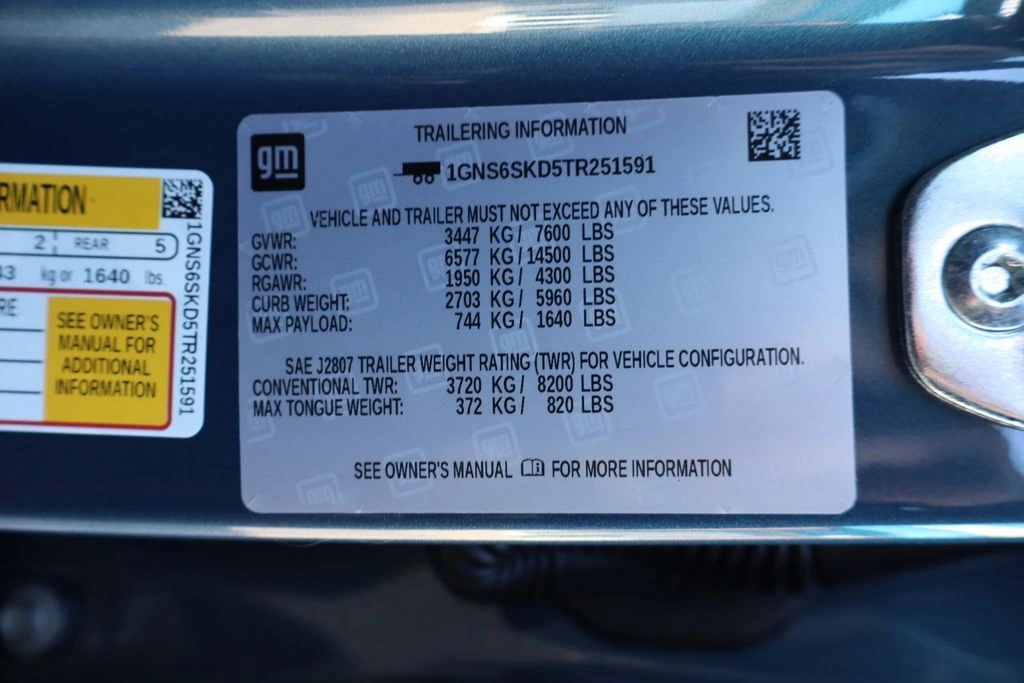 RMATION
2 REAR 5
kg or 1640 lbs.
RE
SEE OWNER'S
MANUAL FOR
ADDITIONAL
INFORMATION
1GNS6SKD5TR251591
gm
TRAILERING INFORMATION
1GNS6SKD5TR251591
VEHICLE AND TRAILER MUST NOT EXCEED ANY OF THESE VALUES.
GVWR: 3447 KG/ 7600 LBS
GCWR: 6577 KG/14500 LBS
RGAWR: 1950 KG/ 4300 LBS
CURB WEIGHT: 2703 KG/ 5960 LBS
MAX PAYLOAD: 744 KG/ 1640 LBS
SAE J2807 TRAILER WEIGHT RATING (TWR) FOR VEHICLE CONFIGURATION.
CONVENTIONAL TWR: 3720 KG/ 8200 LBS
MAX TONGUE WEIGHT: 372 KG/ 820 LBS
SEE OWNER'S MANUAL FOR MORE INFORMATION